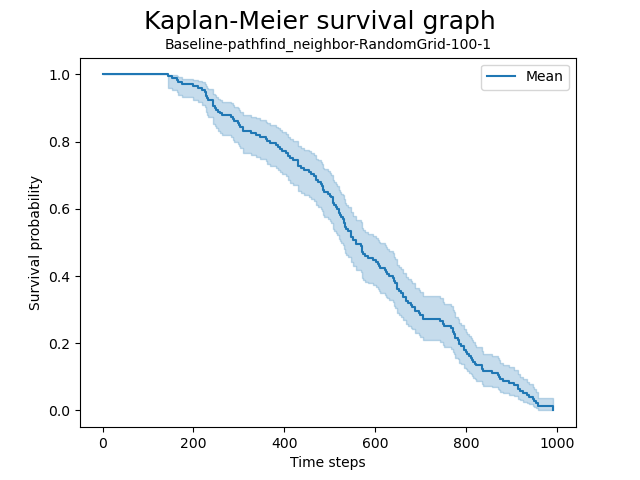 Kaplan-Meier survival graph
Baseline-pathfind_neighbor-RandomGrid-100-1
Mean
Survival probability
1.0
0.8
0.6
0.4
0.2
0.0
0 200 400 600 800 1000
Time steps